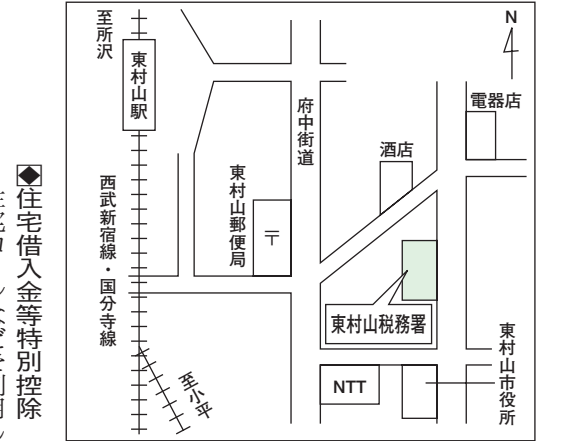 至所沢
東村山駅
西武新宿線・国分寺線
至小平
府中街道
東村山郵便局
〒
酒店
電器店
N
東村山税務署
NTT
東村山市役所
◆住宅借入金等特別控除